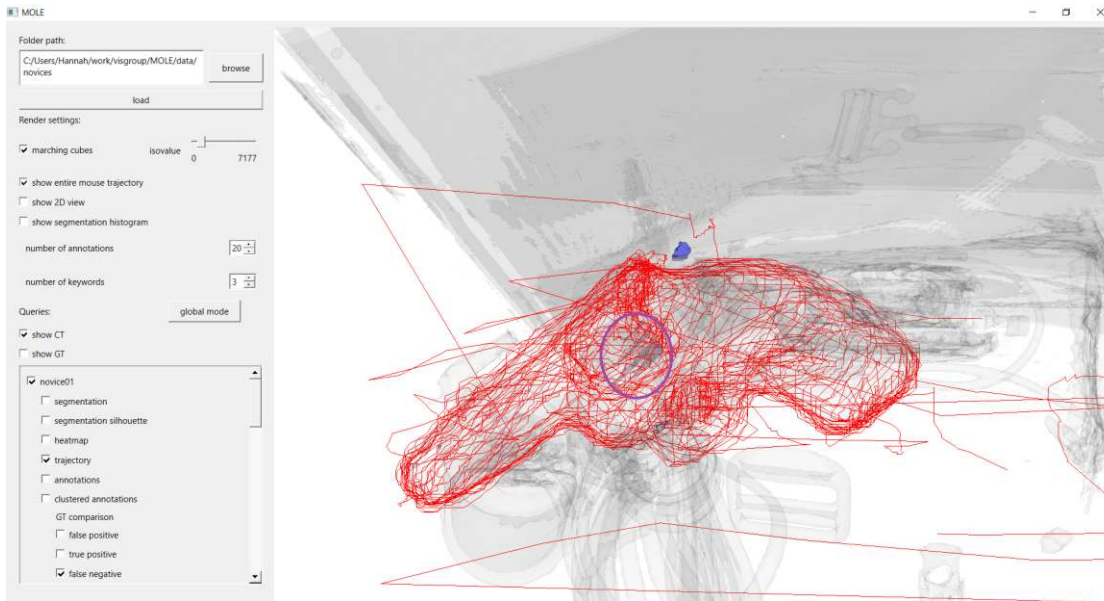 MOLE
Folder path:
C:/Users/Hannah/work/visgroup/MOLE/data/
novices
browse
load
Render settings:
marching cubes
isovalue
0
7177
show entire mouse trajectory
show 2D view
show segmentation histogram
number of annotations
20
number of keywords
3
Queries:
global mode
show CT
show GT
novice01
segmentation
segmentation silhouette
heatmap
trajectory
annotations
clustered annotations
GT comparison
false positive
true positive
false negative